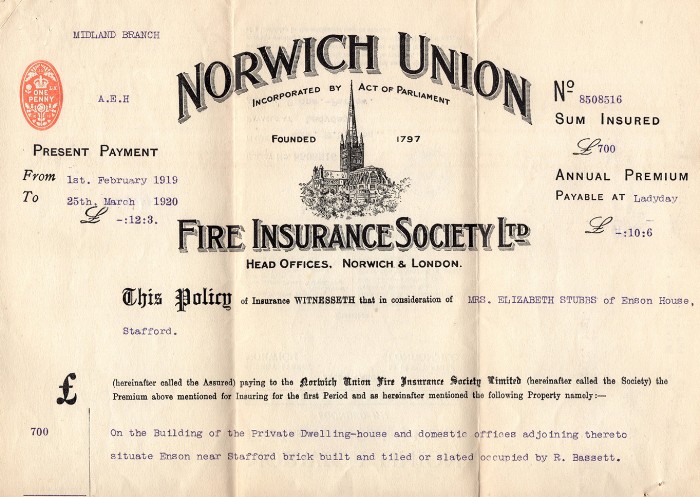 MIDLAND BRANCH
NORWICH UNION
INCORPORATED BY ACT OF PARLIAMENT
ONE PENNY
A.E.H
Nº 8508516
SUM INSURED
£700
FOUNDED 1797
PRESENT PAYMENT
From 1st. February 1919
To 25th. March 1920
£ -:12:3.
ANNUAL PREMIUM
PAYABLE AT Ladyday
£ -:10:6
FIRE INSURANCE SOCIETY LTD
HEAD OFFICES. NORWICH & LONDON.
This Policy of Insurance WITNESSETH that in consideration of MRS. ELIZABETH STUBBS of Enson House,
Stafford.
£ (hereinafter called the Assured) paying to the Norwich Union Fire Insurance Society Limited (hereinafter called the Society) the
Premium above mentioned for Insuring for the first Period and as hereinafter mentioned the following Property namely:—
700 On the Building of the Private Dwelling-house and domestic offices adjoining thereto
situate Enson near Stafford brick built and tiled or slated occupied by R. Bassett.